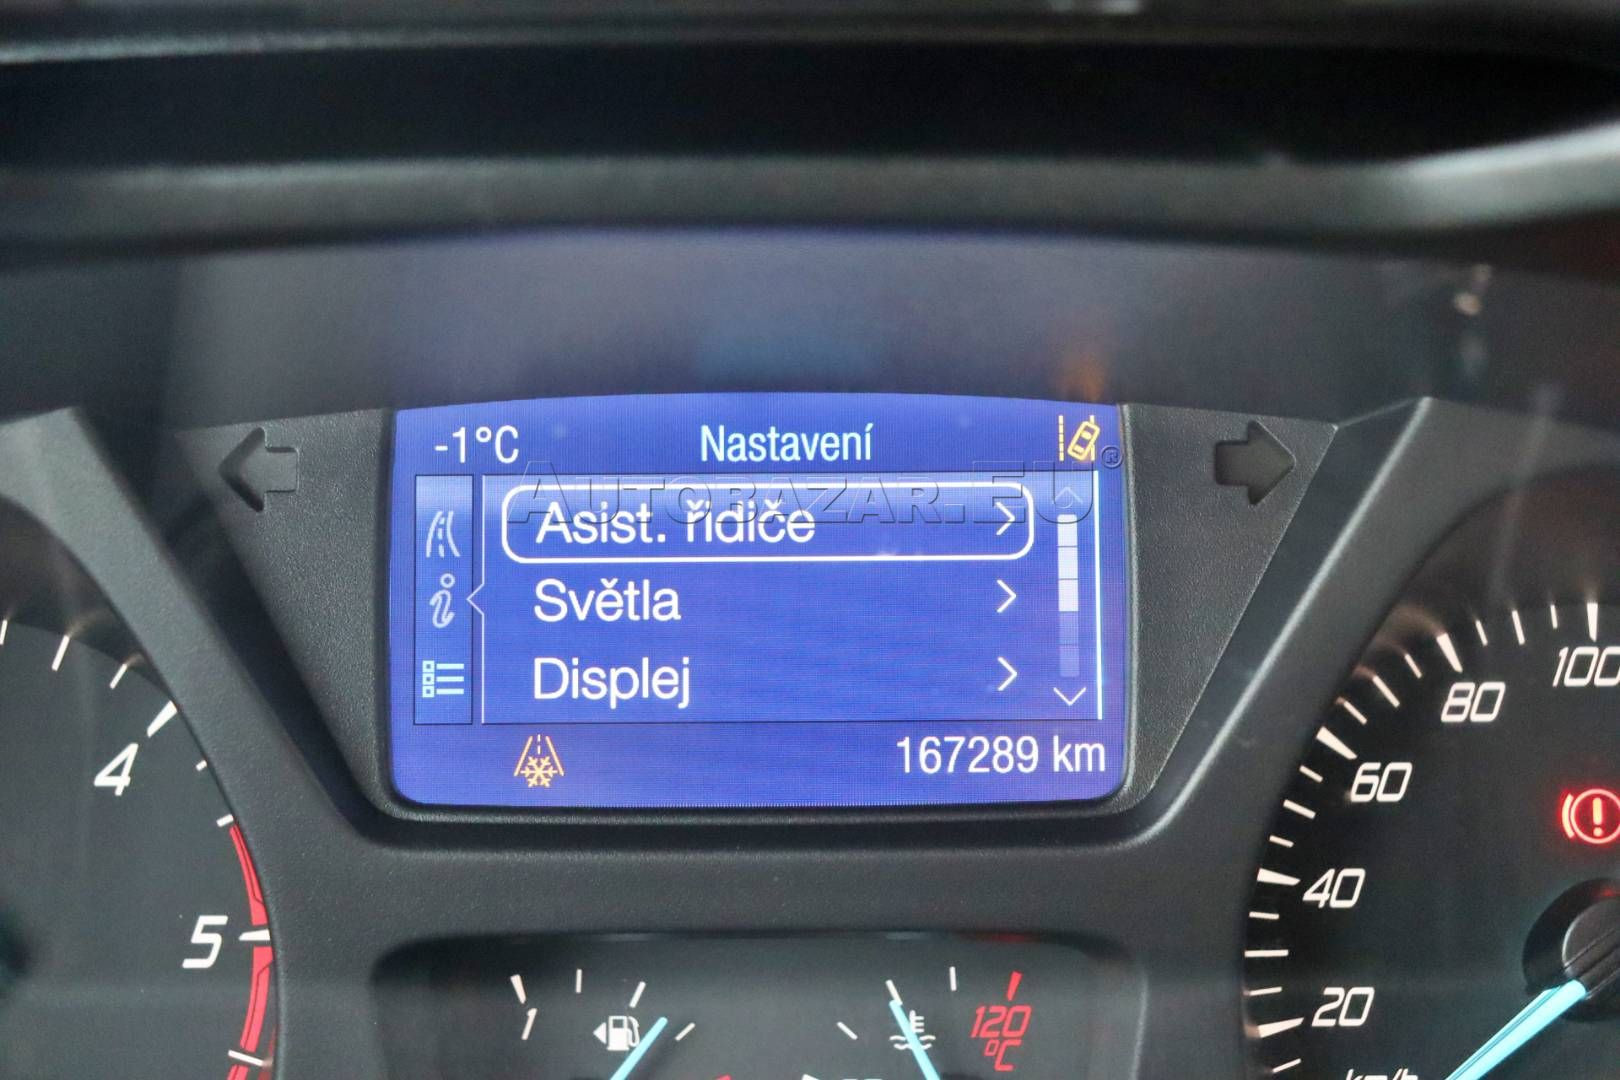 -1°C Nastavení
AUTOBAZAR.EU®
Asist. řidiče
Světla
Displej
167289 km
4
5
1
120
°C
100
80
60
40
20
km/h